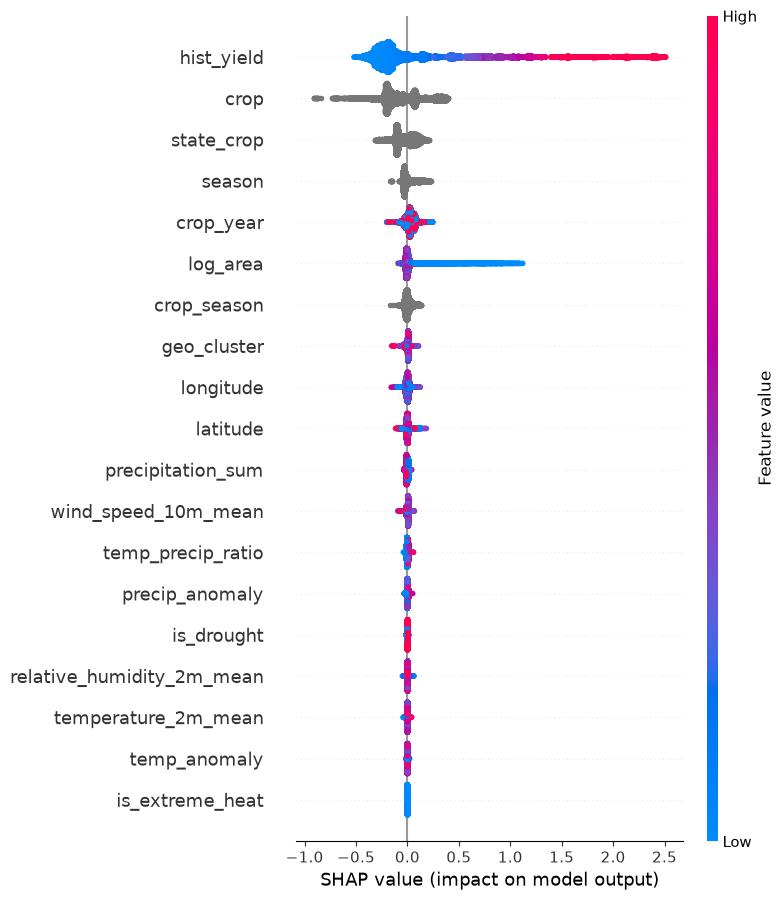 High
hist_yield
crop
state_crop
season
crop_year
log_area
crop_season
geo_cluster
longitude
latitude
precipitation_sum
wind_speed_10m_mean
temp_precip_ratio
precip_anomaly
is_drought
relative_humidity_2m_mean
temperature_2m_mean
temp_anomaly
is_extreme_heat
Feature value
Low
−1.0 −0.5 0.0 0.5 1.0 1.5 2.0 2.5
SHAP value (impact on model output)